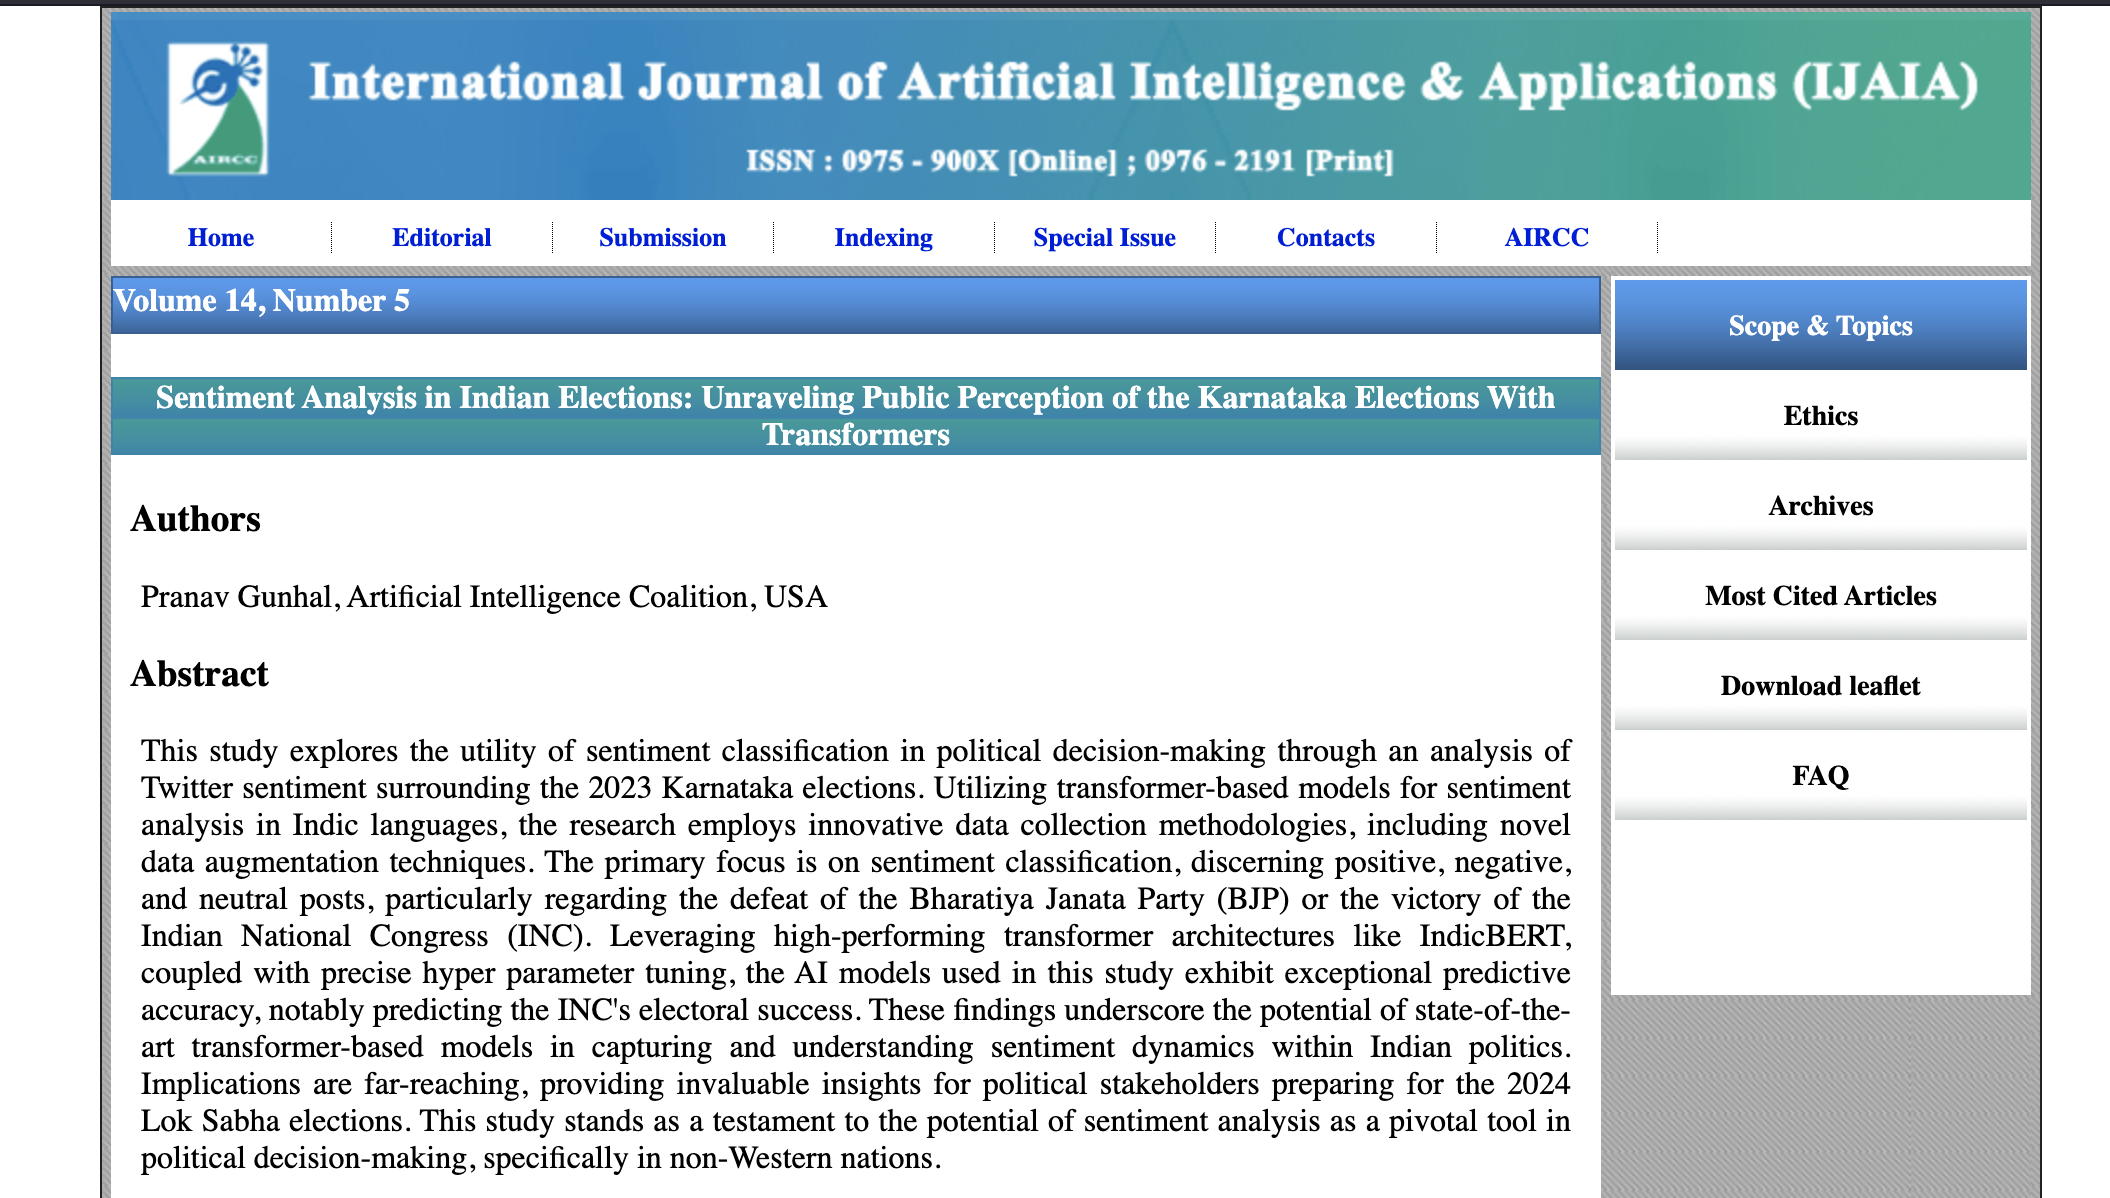 AIRCC
International Journal of Artificial Intelligence & Applications (IJAIA)
ISSN : 0975 - 900X [Online] ; 0976 - 2191 [Print]
Home
Editorial
Submission
Indexing
Special Issue
Contacts
AIRCC
Volume 14, Number 5
Sentiment Analysis in Indian Elections: Unraveling Public Perception of the Karnataka Elections With
Transformers
Authors
Pranav Gunhal, Artificial Intelligence Coalition, USA
Abstract
This study explores the utility of sentiment classification in political decision-making through an analysis of
Twitter sentiment surrounding the 2023 Karnataka elections. Utilizing transformer-based models for sentiment
analysis in Indic languages, the research employs innovative data collection methodologies, including novel
data augmentation techniques. The primary focus is on sentiment classification, discerning positive, negative,
and neutral posts, particularly regarding the defeat of the Bharatiya Janata Party (BJP) or the victory of the
Indian National Congress (INC). Leveraging high-performing transformer architectures like IndicBERT,
coupled with precise hyper parameter tuning, the AI models used in this study exhibit exceptional predictive
accuracy, notably predicting the INC's electoral success. These findings underscore the potential of state-of-the-
art transformer-based models in capturing and understanding sentiment dynamics within Indian politics.
Implications are far-reaching, providing invaluable insights for political stakeholders preparing for the 2024
Lok Sabha elections. This study stands as a testament to the potential of sentiment analysis as a pivotal tool in
political decision-making, specifically in non-Western nations.
Scope & Topics
Ethics
Archives
Most Cited Articles
Download leaflet
FAQ